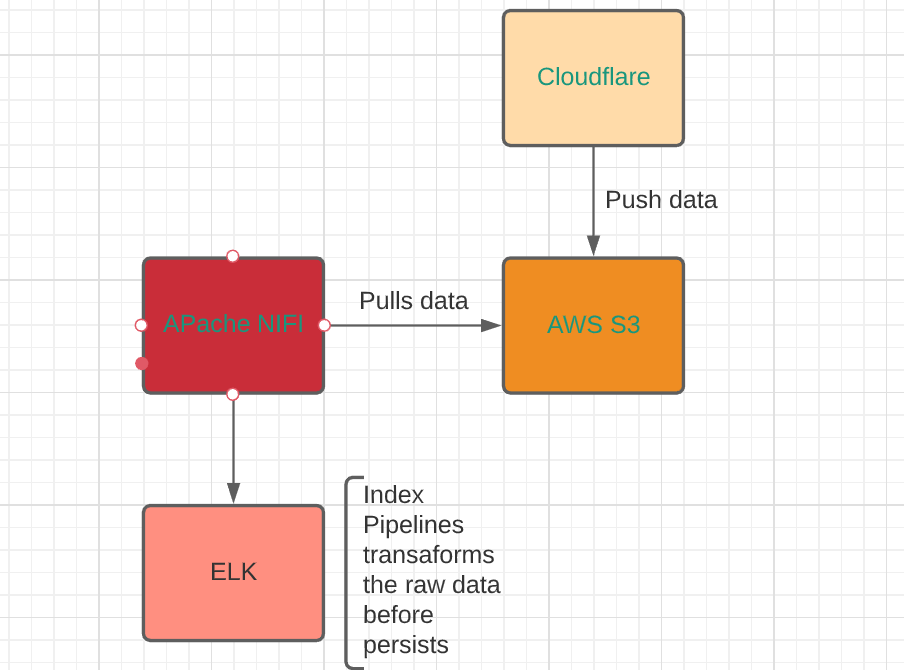 Cloudflare
Push data
Pulls data
APache NIFI
AWS S3
ELK
Index
Pipelines
transaforms
the raw data
before
persists